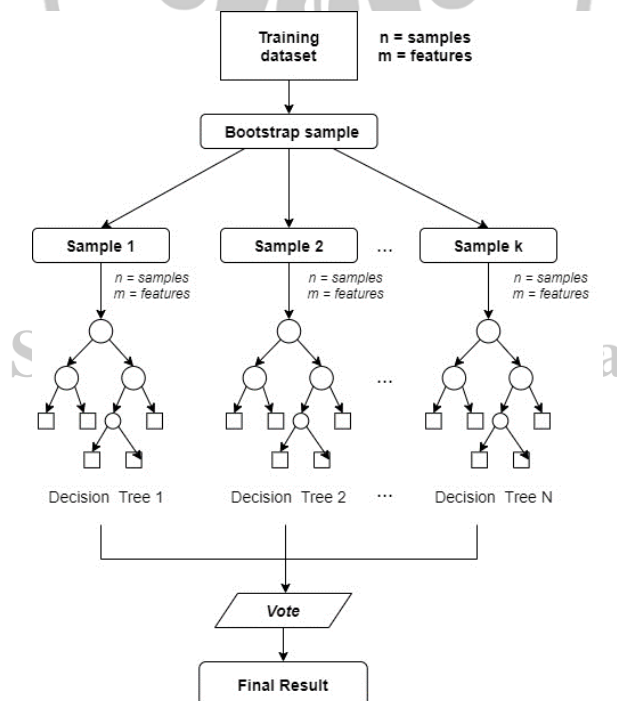 Training
dataset
n = samples
m = features
Bootstrap sample
Sample 1
Sample 2
...
Sample k
n = samples
m = features
n = samples
m = features
n = samples
m = features
...
Decision Tree 1
Decision Tree 2
...
Decision Tree N
Vote
Final Result